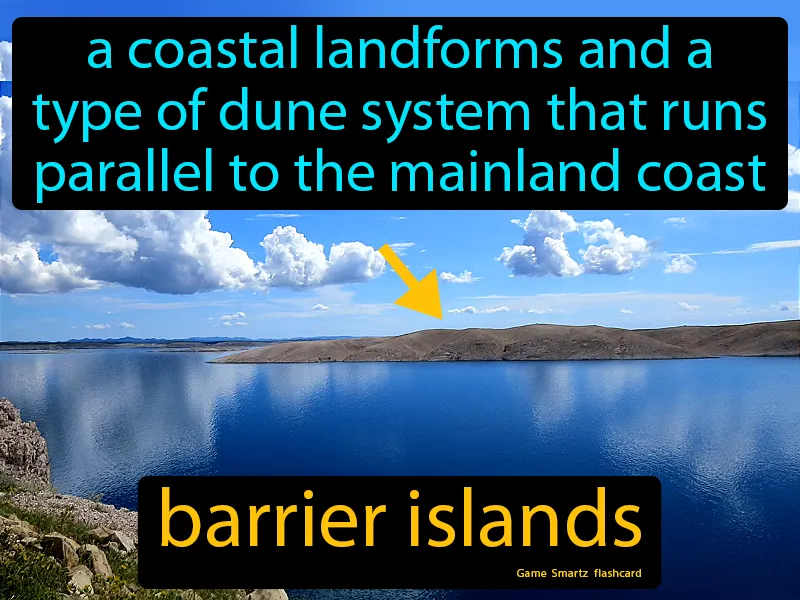 a coastal landforms and a
type of dune system that runs
parallel to the mainland coast
barrier islands
Game Smartz flashcard